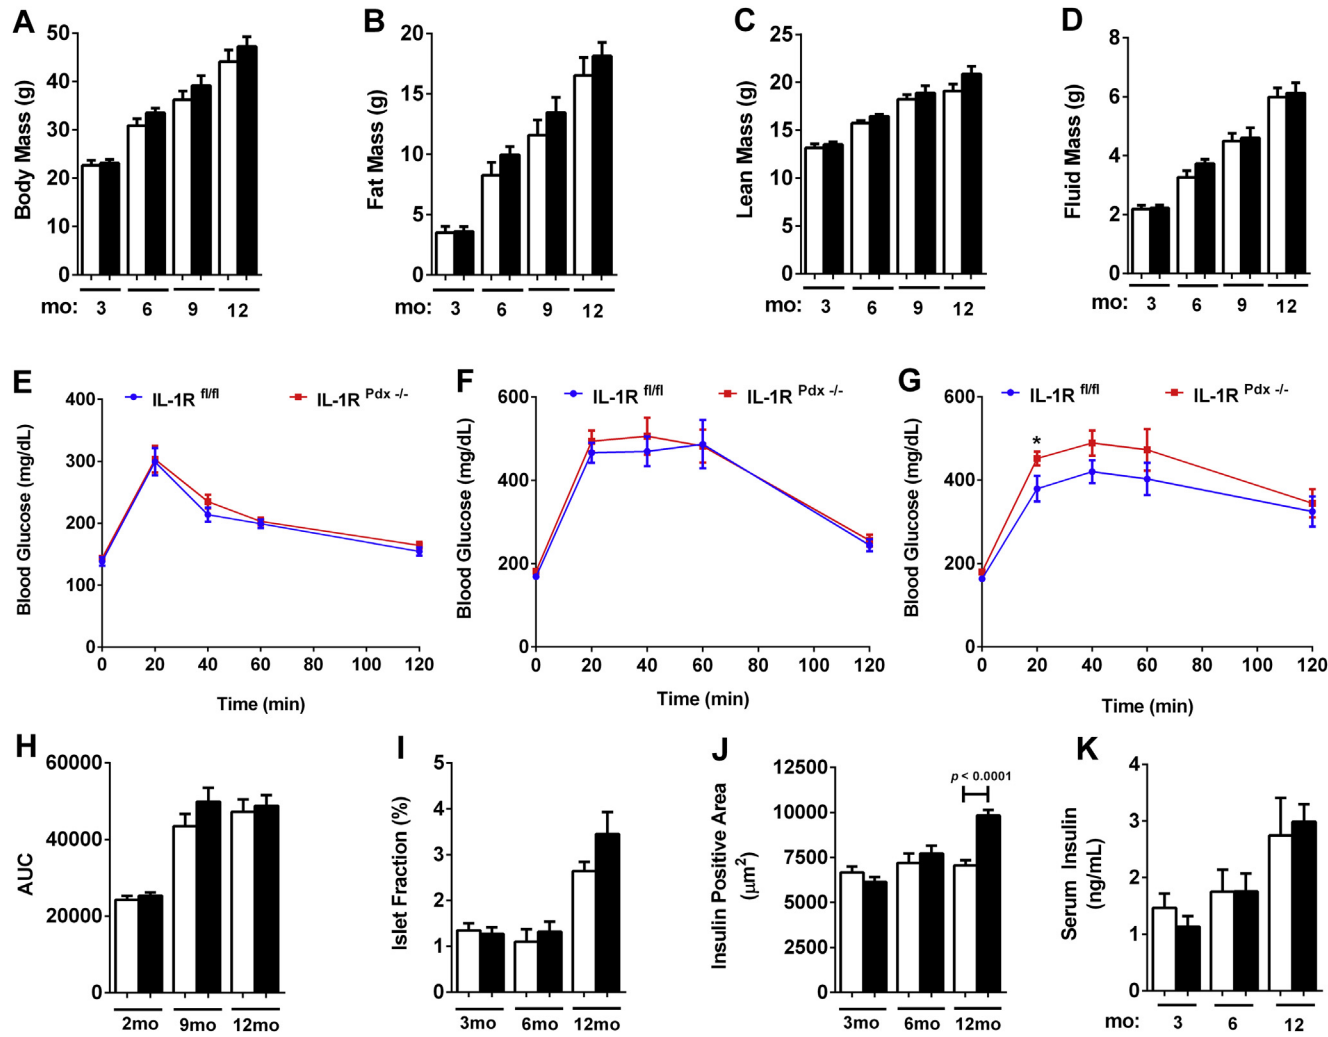 A
Body Mass (g)
50
40
30
20
10
0
mo: 3 6 9 12
B
Fat Mass (g)
20
15
10
5
0
mo: 3 6 9 12
C
Lean Mass (g)
25
20
15
10
5
0
mo: 3 6 9 12
D
Fluid Mass (g)
8
6
4
2
0
mo: 3 6 9 12
E
IL-1R fl/fl
IL-1R Pdx -/-
Blood Glucose (mg/dL)
400
300
200
100
0
0 20 40 60 80 100 120
Time (min)
F
IL-1R fl/fl
IL-1R Pdx -/-
Blood Glucose (mg/dL)
600
400
200
0
0 20 40 60 80 100 120
Time (min)
G
IL-1R fl/fl
IL-1R Pdx -/-
Blood Glucose (mg/dL)
600
400
200
0
*
0 20 40 60 80 100 120
Time (min)
H
AUC
60000
40000
20000
0
2mo 9mo 12mo
I
Islet Fraction (%)
5
4
3
2
1
0
3mo 6mo 12mo
J
Insulin Positive Area
(μm²)
12500
10000
7500
5000
2500
0
p < 0.0001
3mo 6mo 12mo
K
Serum Insulin
(ng/mL)
4
3
2
1
0
mo: 3 6 12